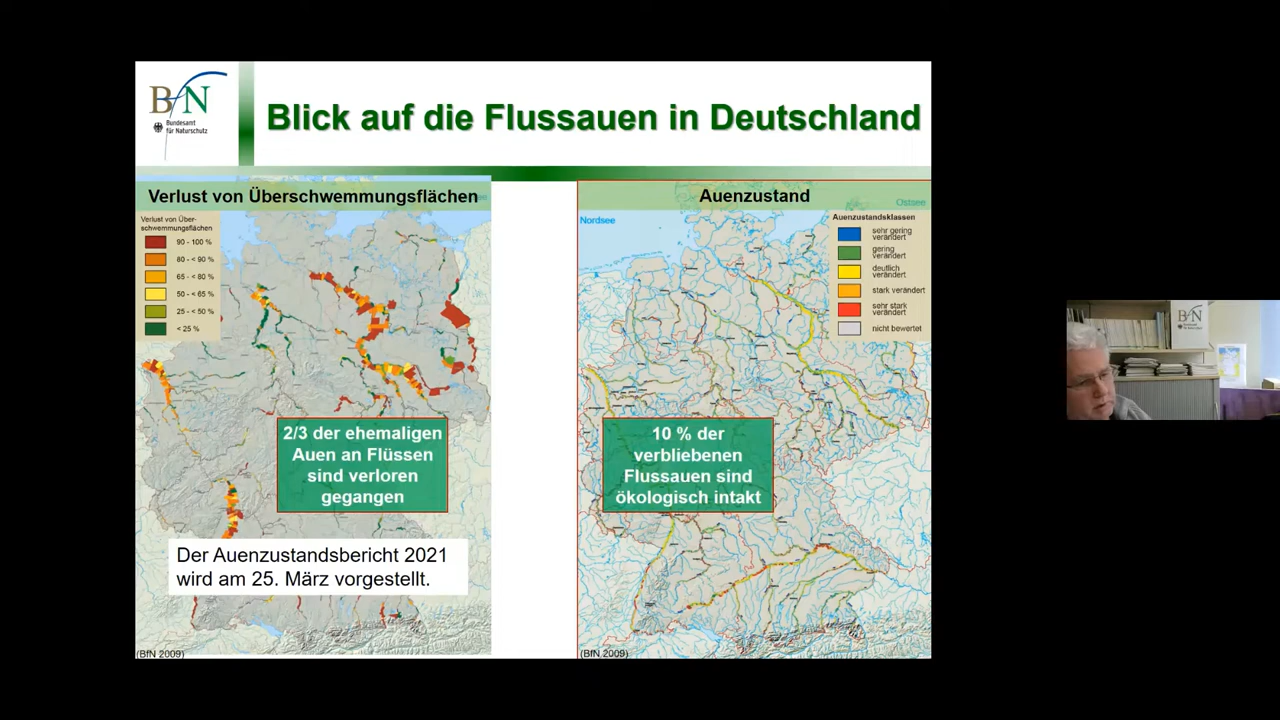 BfN
Bundesamt
für Naturschutz
Blick auf die Flussauen in Deutschland
Verlust von Überschwemmungsflächen
Verlust von Über-
schwemmungsflächen
90 - 100 %
80 - < 90 %
65 - < 80 %
50 - < 65 %
25 - < 50 %
< 25 %
2/3 der ehemaligen
Auen an Flüssen
sind verloren
gegangen
Der Auenzustandsbericht 2021
wird am 25. März vorgestellt.
(BfN 2009)
Auenzustand
Nordsee
Ostsee
Auenzustandsklassen
sehr gering
verändert
gering
verändert
deutlich
verändert
stark verändert
sehr stark
verändert
nicht bewertet
10 % der
verbliebenen
Flussauen sind
ökologisch intakt
(BfN 2009)
BfN